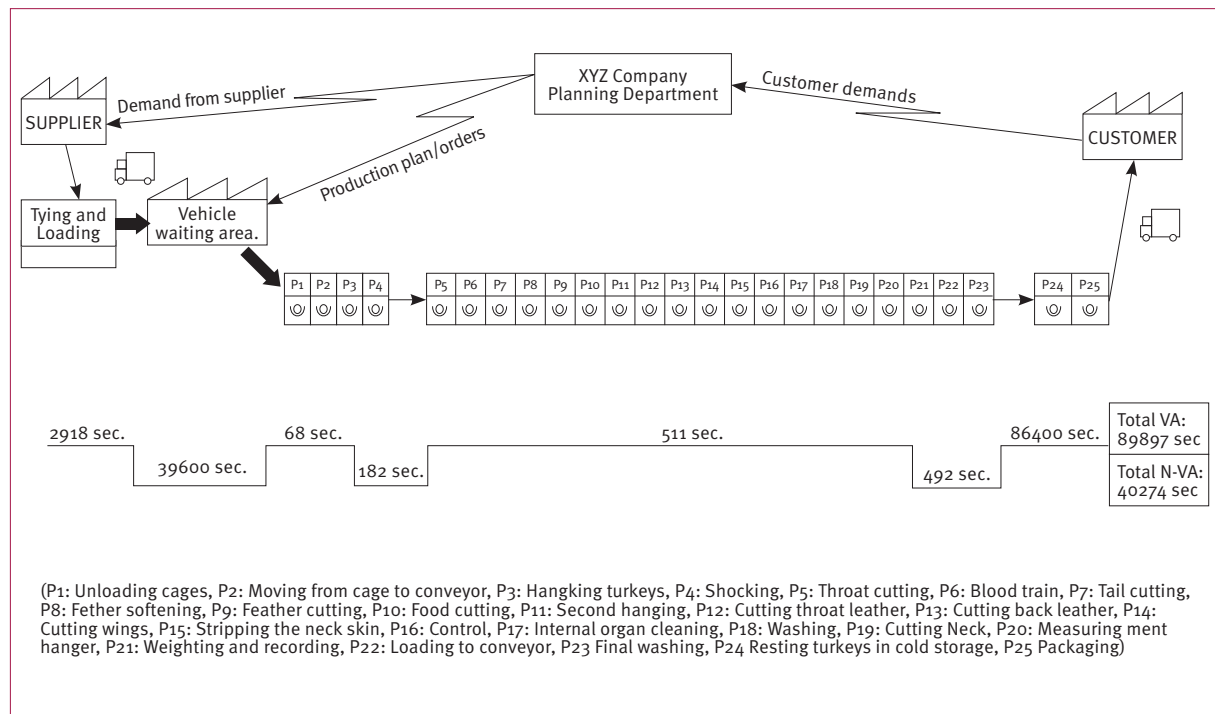 XYZ Company
Planning Department
Demand from supplier
Customer demands
SUPPLIER
CUSTOMER
Production plan/orders
Tying and
Loading
Vehicle
waiting area.
P1 P2 P3 P4
P5 P6 P7 P8 P9 P10 P11 P12 P13 P14 P15 P16 P17 P18 P19 P20 P21 P22 P23
P24 P25
2918 sec.
39600 sec.
68 sec.
182 sec.
511 sec.
492 sec.
86400 sec.
Total VA:
89897 sec
Total N-VA:
40274 sec
(P1: Unloading cages, P2: Moving from cage to conveyor, P3: Hangking turkeys, P4: Shocking, P5: Throat cutting, P6: Blood train, P7: Tail cutting,
P8: Fether softening, P9: Feather cutting, P10: Food cutting, P11: Second hanging, P12: Cutting throat leather, P13: Cutting back leather, P14:
Cutting wings, P15: Stripping the neck skin, P16: Control, P17: Internal organ cleaning, P18: Washing, P19: Cutting Neck, P20: Measuring ment
hanger, P21: Weighting and recording, P22: Loading to conveyor, P23 Final washing, P24 Resting turkeys in cold storage, P25 Packaging)